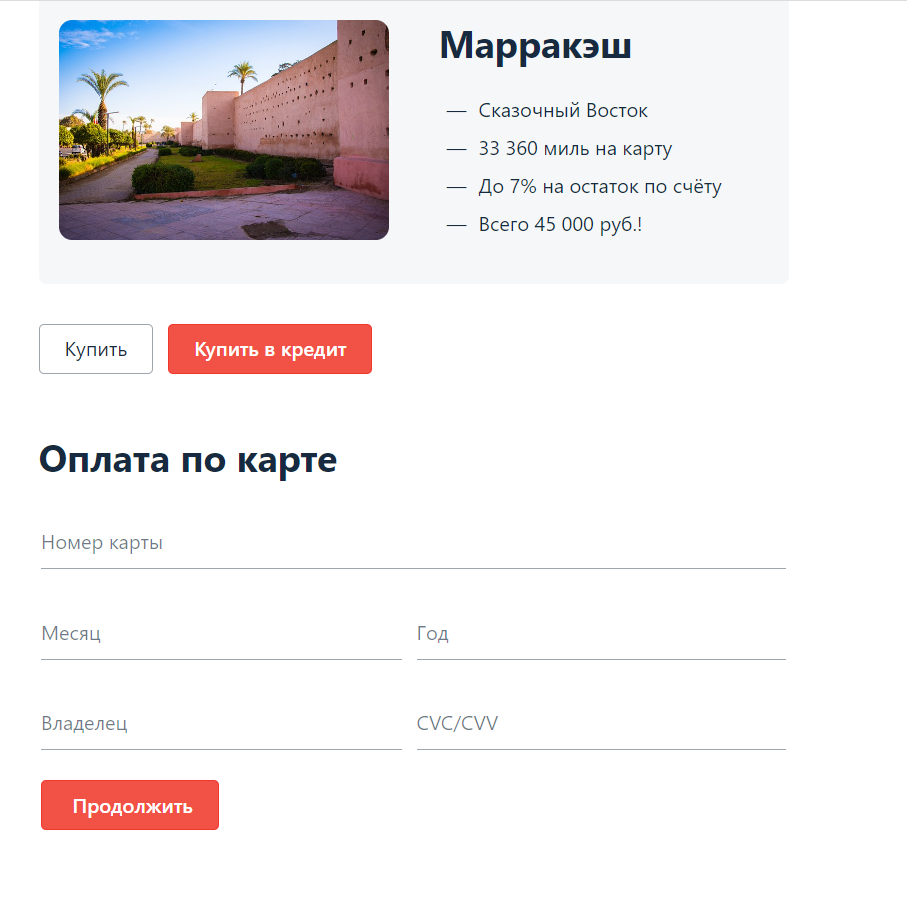 Марракэш
— Сказочный Восток
— 33 360 миль на карту
— До 7% на остаток по счёту
— Всего 45 000 руб.!
Купить
Купить в кредит
Оплата по карте
Номер карты
Месяц
Год
Владелец
CVC/CVV
Продолжить